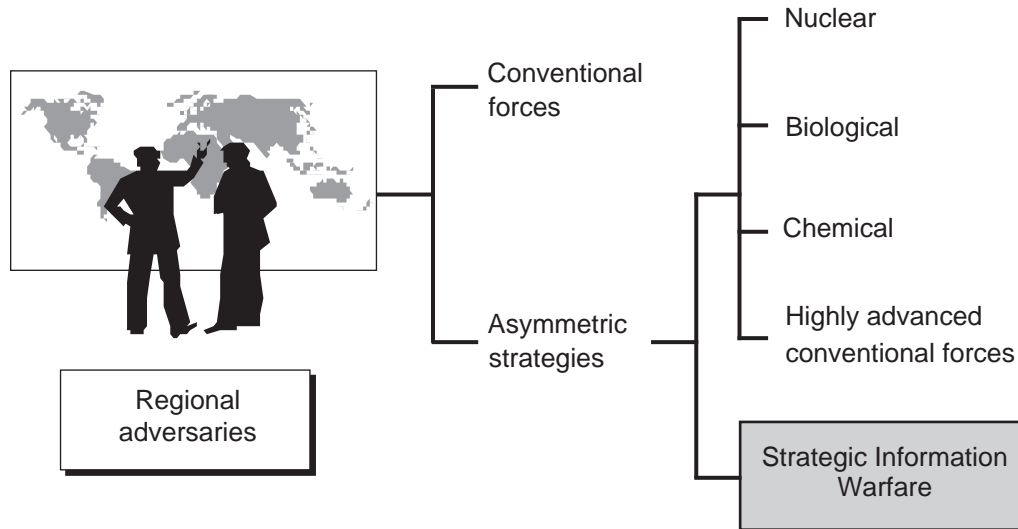 Regional
adversaries
Conventional
forces
Asymmetric
strategies
Nuclear
Biological
Chemical
Highly advanced
conventional forces
Strategic Information
Warfare